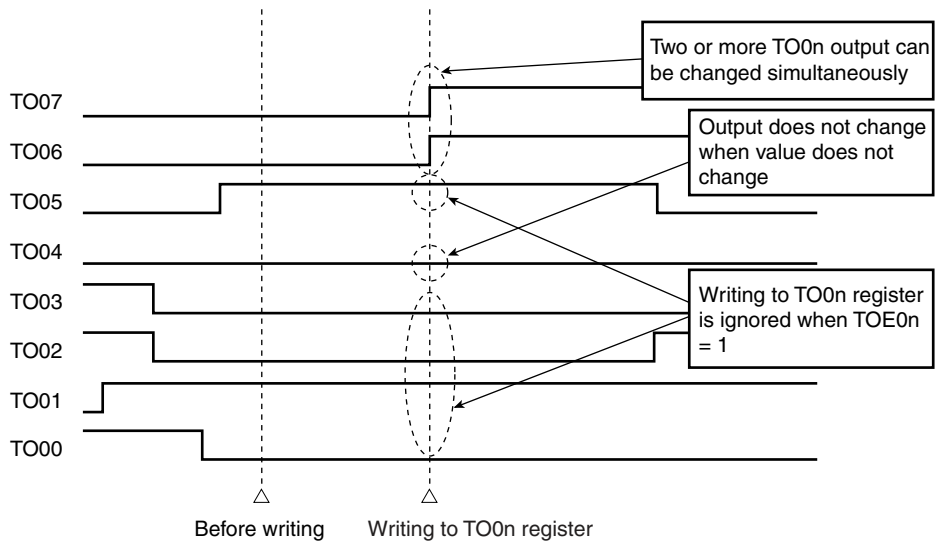 Two or more TO0n output can
be changed simultaneously
TO07
Output does not change
when value does not
change
TO06
TO05
TO04
Writing to TO0n register
is ignored when TOE0n
= 1
TO03
TO02
TO01
TO00
Before writing
Writing to TO0n register